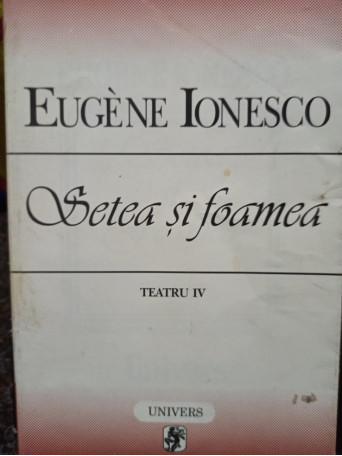 EUGÈNE IONESCO
Setea și foamea
TEATRU IV
UNIVERS